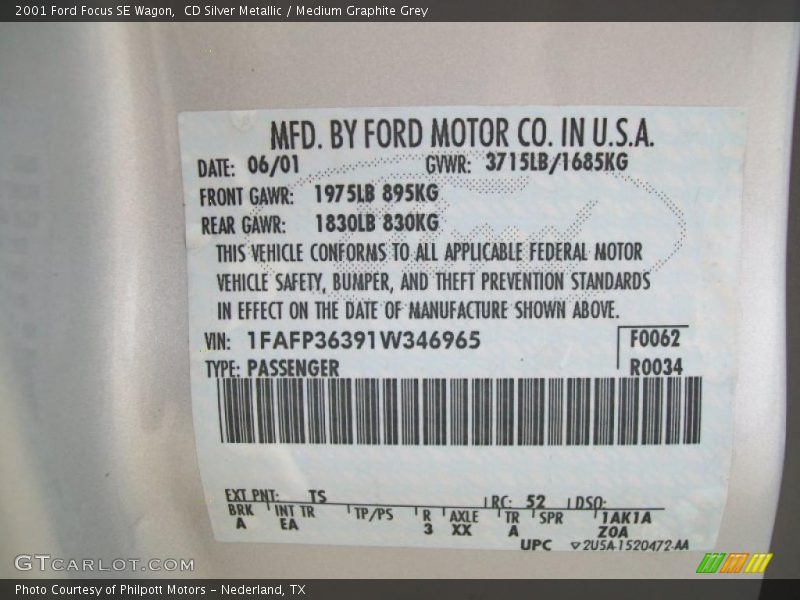 2001 Ford Focus SE Wagon,  CD Silver Metallic / Medium Graphite Grey
MFD. BY FORD MOTOR CO. IN U.S.A.
DATE: 06/01 GVWR: 3715LB/1685KG
FRONT GAWR: 1975LB 895KG
REAR GAWR: 1830LB 830KG
THIS VEHICLE CONFORMS TO ALL APPLICABLE FEDERAL MOTOR
VEHICLE SAFETY, BUMPER, AND THEFT PREVENTION STANDARDS
IN EFFECT ON THE DATE OF MANUFACTURE SHOWN ABOVE.
VIN: 1FAFP36391W346965 F0062
TYPE: PASSENGER R0034
EXT PNT: TS RC: 52 DSO:
BRK INT TR TP/PS R AXLE TR SPR 1AK1A
A EA 3 XX A Z0A
UPC ▽2U5A-1520472-AA
GTCARLOT.COM
Photo Courtesy of Philpott Motors - Nederland, TX